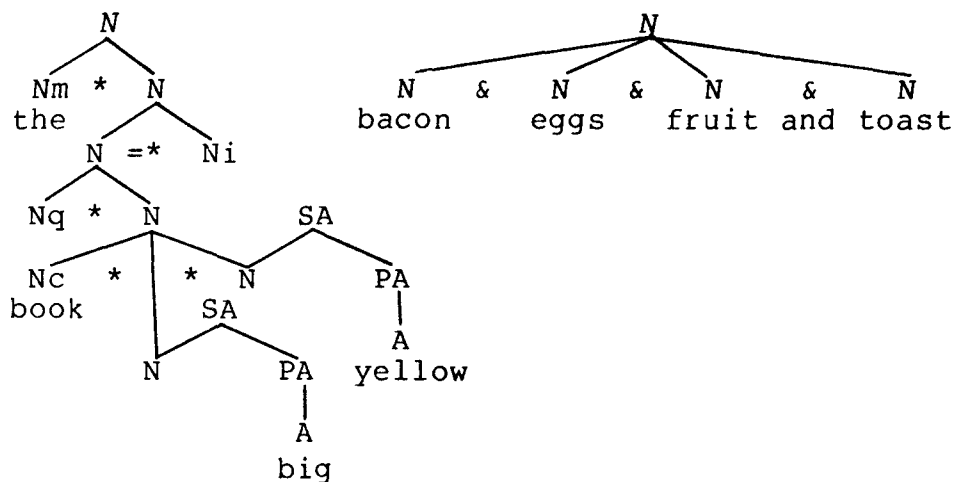 N N
Nm * N N & N & N & N
the bacon eggs fruit and toast
N =* Ni
Nq * N SA
Nc * * N PA
book SA A
N PA yellow
A
big